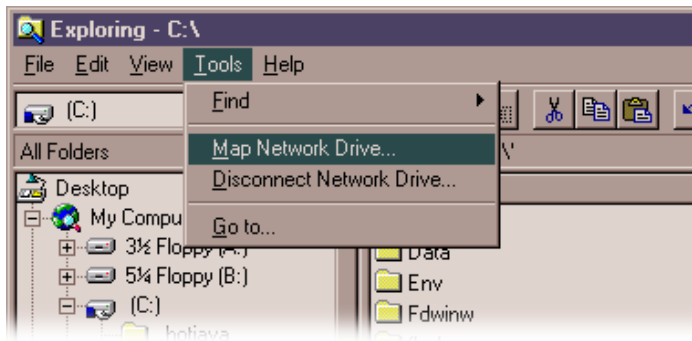 Exploring - C:\
File Edit View Tools Help
(C:)
Find
All Folders
Map Network Drive...
\'
Disconnect Network Drive...
Desktop
My Compu
Go to...
3½ Floppy (A:)
Data
5¼ Floppy (B:)
Env
(C:)
Fdwinw
hotjava